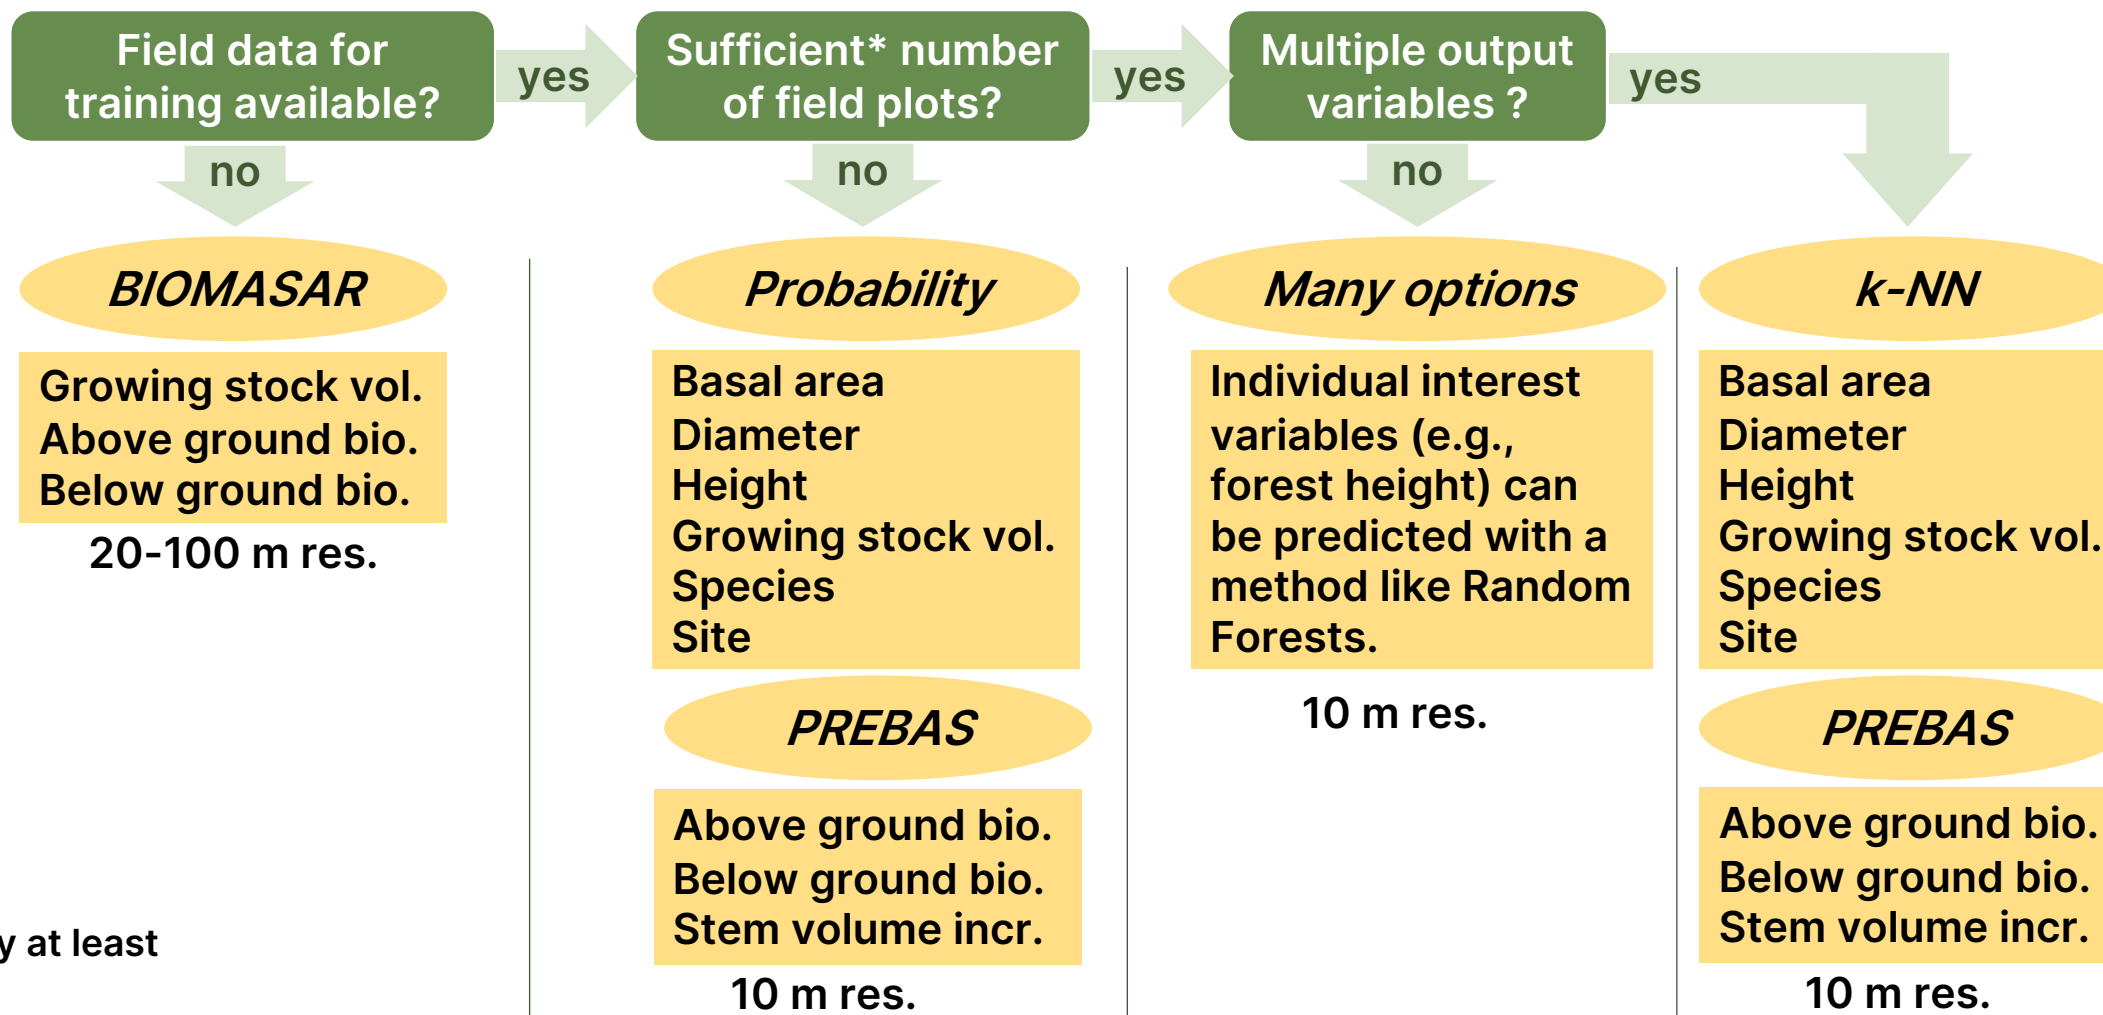 Field data for
training available?
yes
Sufficient* number
of field plots?
yes
Multiple output
variables ?
yes
no
no
no
BIOMASAR
Growing stock vol.
Above ground bio.
Below ground bio.
20-100 m res.
Probability
Basal area
Diameter
Height
Growing stock vol.
Species
Site
PREBAS
Above ground bio.
Below ground bio.
Stem volume incr.
10 m res.
Many options
Individual interest
variables (e.g.,
forest height) can
be predicted with a
method like Random
Forests.
10 m res.
k-NN
Basal area
Diameter
Height
Growing stock vol.
Species
Site
PREBAS
Above ground bio.
Below ground bio.
Stem volume incr.
10 m res.
at least